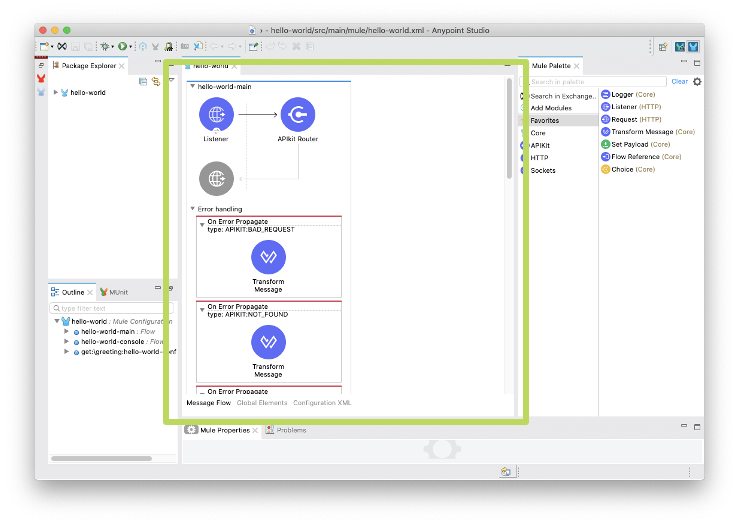 › - hello-world/src/main/mule/hello-world.xml - Anypoint Studio
Package Explorer
hello-world
hello-world
hello-world-main
Listener
APIkit Router
Error handling
On Error Propagate
type: APIKIT:BAD_REQUEST
Transform
Message
On Error Propagate
type: APIKIT:NOT_FOUND
Transform
Message
On Error Propagate
Message Flow Global Elements Configuration XML
Mule Palette
Search in palette
Clear
Search in Exchange..
Add Modules
Favorites
Core
APIKit
HTTP
Sockets
Logger (Core)
Listener (HTTP)
Request (HTTP)
Transform Message (Core)
Set Payload (Core)
Flow Reference (Core)
Choice (Core)
Outline MUnit
type filter text
hello-world : Mule Configuration
hello-world-main : Flow
hello-world-console : Flow
get:\greeting:hello-world-conf
Mule Properties Problems